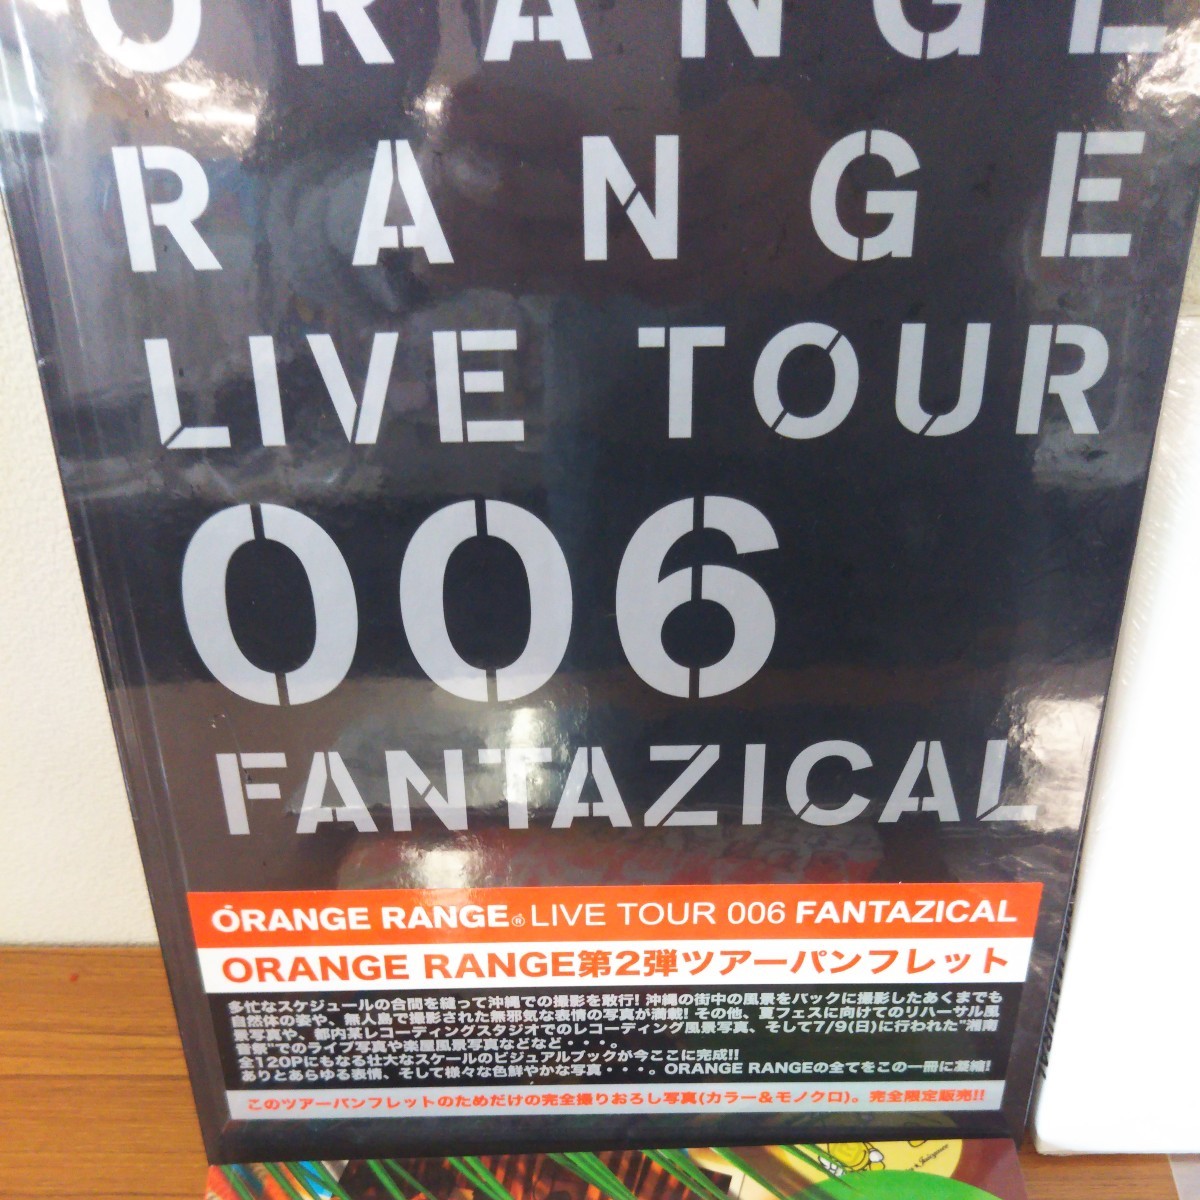 ORANGE
RANGE
LIVE TOUR
006
FANTAZICAL
ORANGE RANGE® LIVE TOUR 006 FANTAZICAL
ORANGE RANGE第2弾ツアーパンフレット
多忙なスケジュールの合間を縫って沖縄での撮影を敢行! 沖縄の街中の風景をバックに撮影したあくまでも
自然体の姿や、無人島で撮影された無邪気な表情の写真が満載! その他、夏フェスに向けてのリハーサル風
景写真や、都内某レコーディングスタジオでのレコーディング風景写真、そして7/9(日)に行われた"湘南
音祭"でのライブ写真や楽屋風景写真などなど・・・。
全120Pにもなる壮大なスケールのビジュアルブックが今ここに完成!!
ありとあらゆる表情、そして様々な色鮮やかな写真・・・。ORANGE RANGEの全てをこの一冊に凝縮!
このツアーパンフレットのためだけの完全撮りおろし写真(カラー&モノクロ)。完全限定販売!!